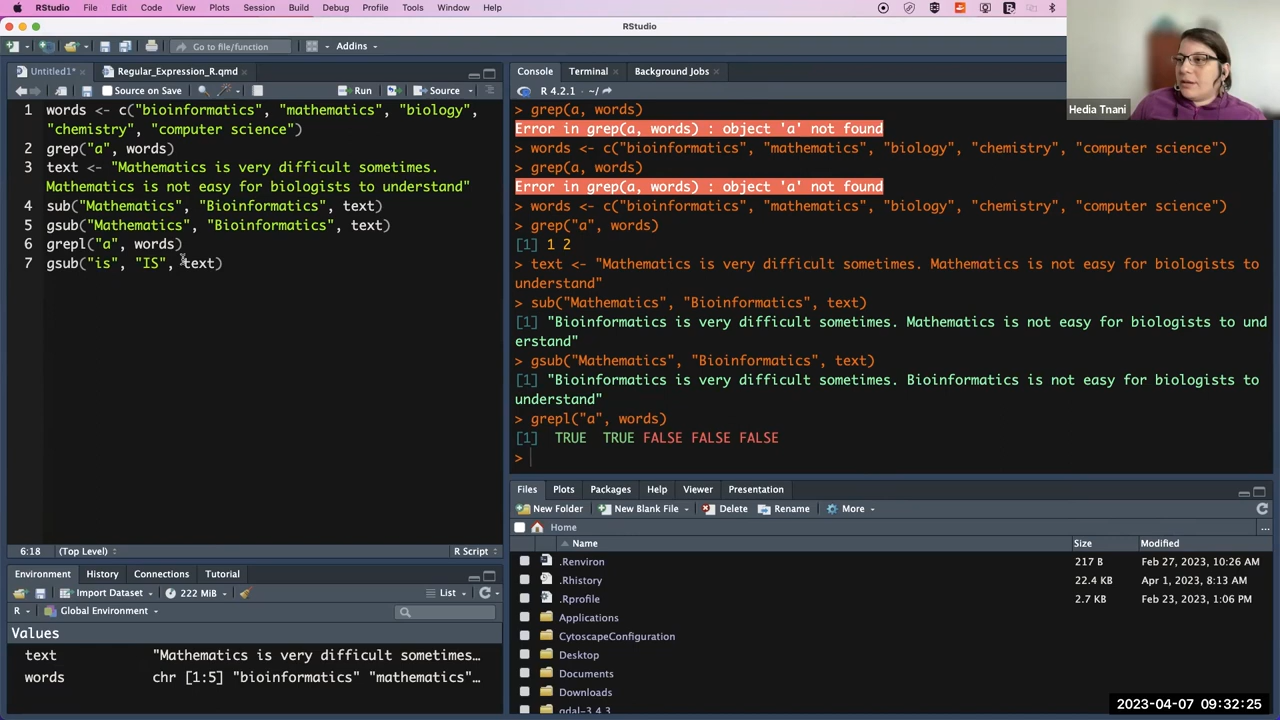 RStudio File Edit Code View Plots Session Build Debug Profile Tools Window Help
RStudio
Go to file/function Addins
Untitled1* Regular_Expression_R.qmd
Source on Save Run Source
1 words <- c("bioinformatics", "mathematics", "biology",
"chemistry", "computer science")
2 grep("a", words)
3 text <- "Mathematics is very difficult sometimes.
Mathematics is not easy for biologists to understand"
4 sub("Mathematics", "Bioinformatics", text)
5 gsub("Mathematics", "Bioinformatics", text)
6 grepl("a", words)
7 gsub("is", "IS", text)
6:18 (Top Level) R Script
Environment History Connections Tutorial
Import Dataset 222 MiB List
R Global Environment
Values
text "Mathematics is very difficult sometimes…
words chr [1:5] "bioinformatics" "mathematics"…
Console Terminal Background Jobs
R 4.2.1 · ~/
> grep(a, words)
Error in grep(a, words) : object 'a' not found
> words <- c("bioinformatics", "mathematics", "biology", "chemistry", "computer science")
> grep(a, words)
Error in grep(a, words) : object 'a' not found
> words <- c("bioinformatics", "mathematics", "biology", "chemistry", "computer science")
> grep("a", words)
[1] 1 2
> text <- "Mathematics is very difficult sometimes. Mathematics is not easy for biologists to
understand"
> sub("Mathematics", "Bioinformatics", text)
[1] "Bioinformatics is very difficult sometimes. Mathematics is not easy for biologists to und
erstand"
> gsub("Mathematics", "Bioinformatics", text)
[1] "Bioinformatics is very difficult sometimes. Bioinformatics is not easy for biologists to
understand"
> grepl("a", words)
[1] TRUE TRUE FALSE FALSE FALSE
>
Files Plots Packages Help Viewer Presentation
New Folder New Blank File Delete Rename More
Home
Name Size Modified
.Renviron 217 B Feb 27, 2023, 10:26 AM
.Rhistory 22.4 KB Apr 1, 2023, 8:13 AM
.Rprofile 2.7 KB Feb 23, 2023, 1:06 PM
Applications
CytoscapeConfiguration
Desktop
Documents
Downloads
gdal-3.4.3
Hedia Tnani
2023-04-07 09:32:25